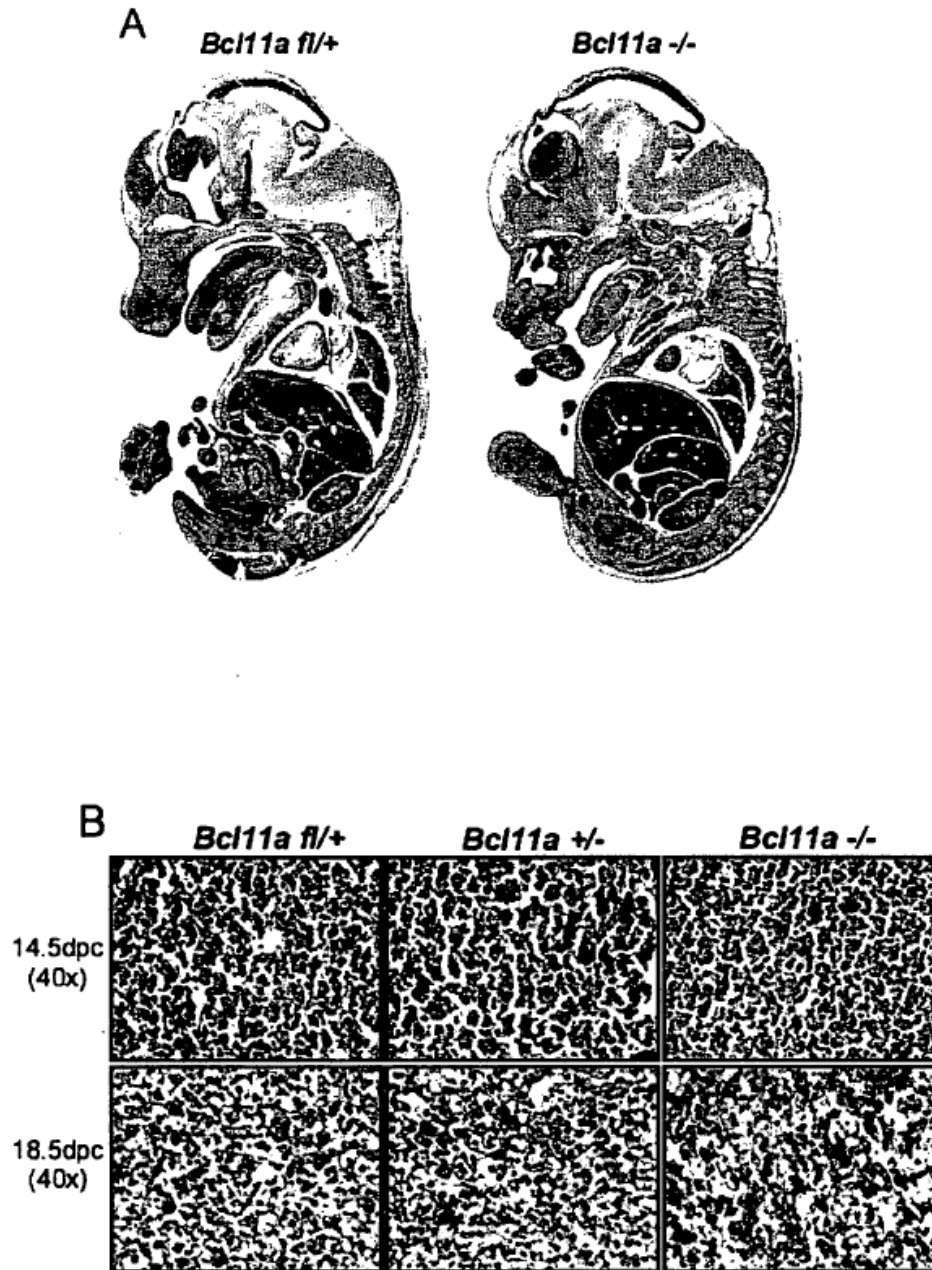 A
Bcl11a fl/+ Bcl11a -/-
B
Bcl11a fl/+ Bcl11a +/- Bcl11a -/-
14.5dpc
(40x)
18.5dpc
(40x)